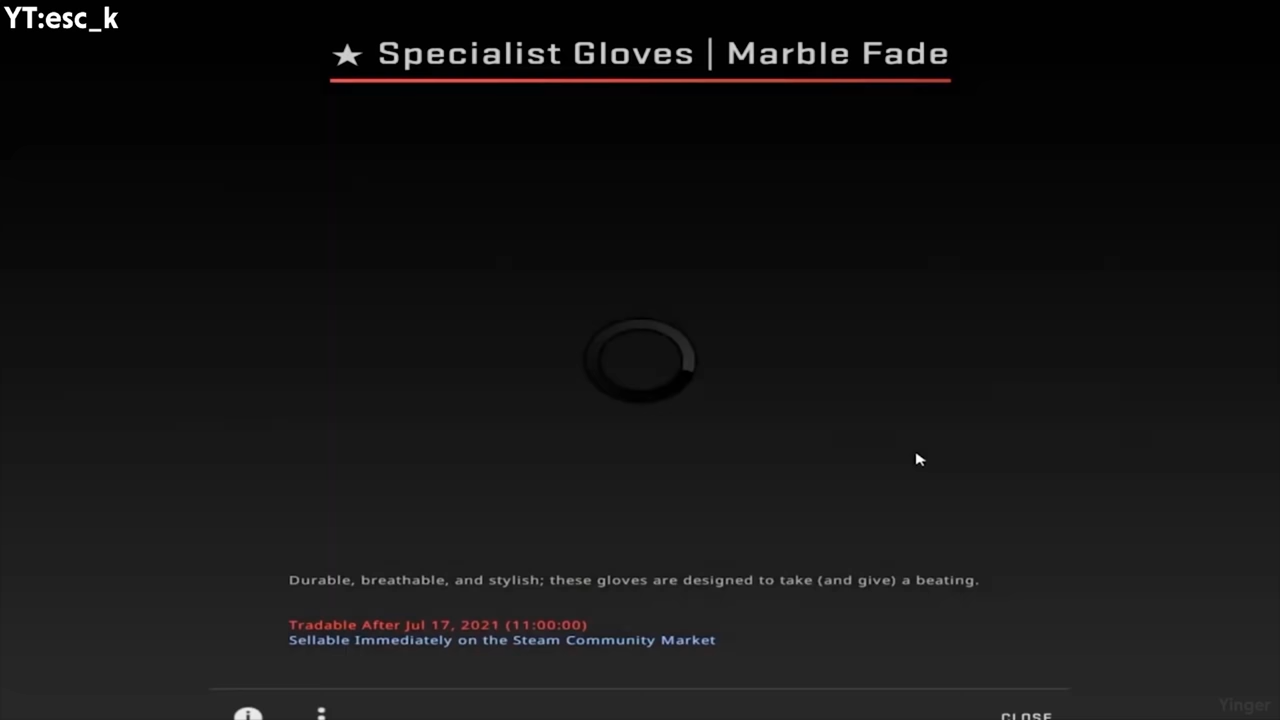 YT:esc_k
★ Specialist Gloves | Marble Fade
Durable, breathable, and stylish; these gloves are designed to take (and give) a beating.
Tradable After Jul 17, 2021 (11:00:00)
Sellable Immediately on the Steam Community Market
CLOSE
Yinger